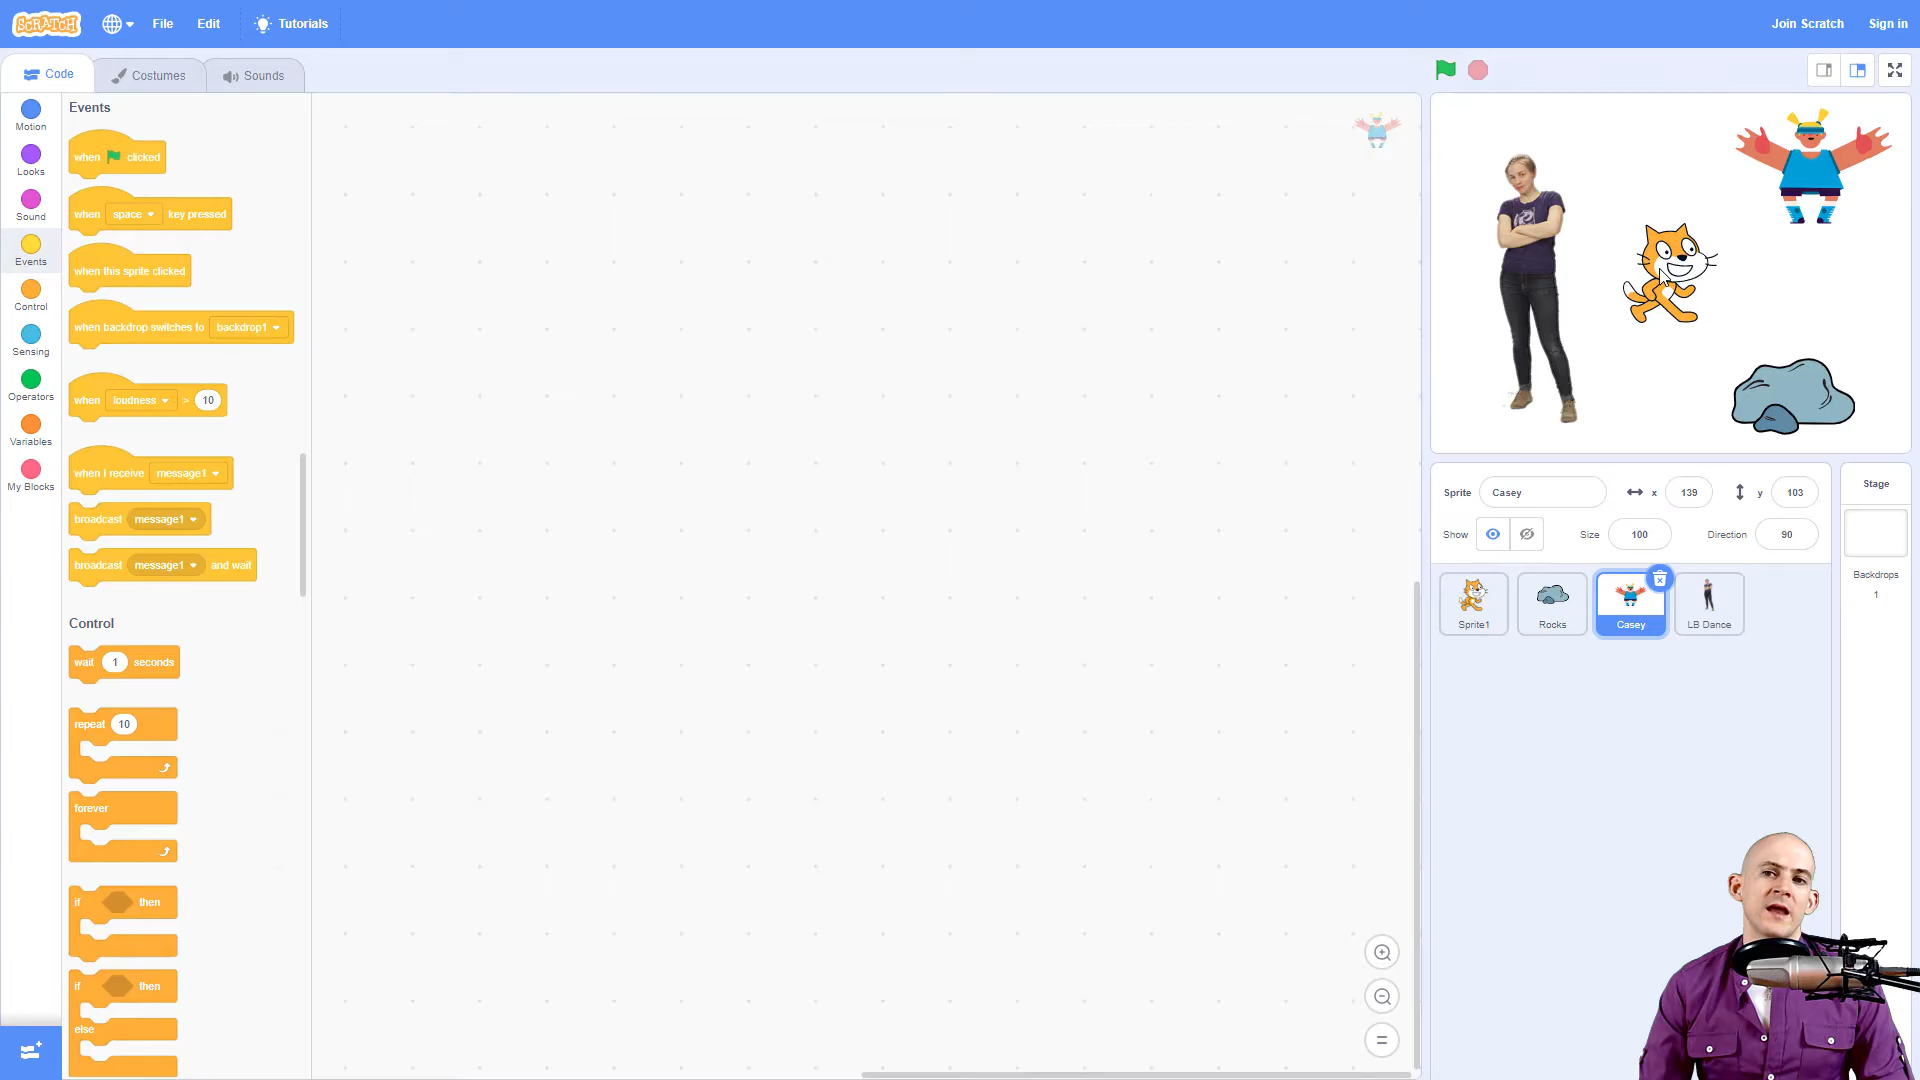 SCRATCH File Edit Tutorials Join Scratch Sign in
Code Costumes Sounds
Motion
Looks
Sound
Events
Control
Sensing
Operators
Variables
My Blocks
Events
when clicked
when space key pressed
when this sprite clicked
when backdrop switches to backdrop1
when loudness > 10
when I receive message1
broadcast message1
broadcast message1 and wait
Control
wait 1 seconds
repeat 10
forever
if then
if then
else
Sprite Casey x 139 y 103
Show Size 100 Direction 90
Sprite1 Rocks Casey LB Dance
Stage
Backdrops
1